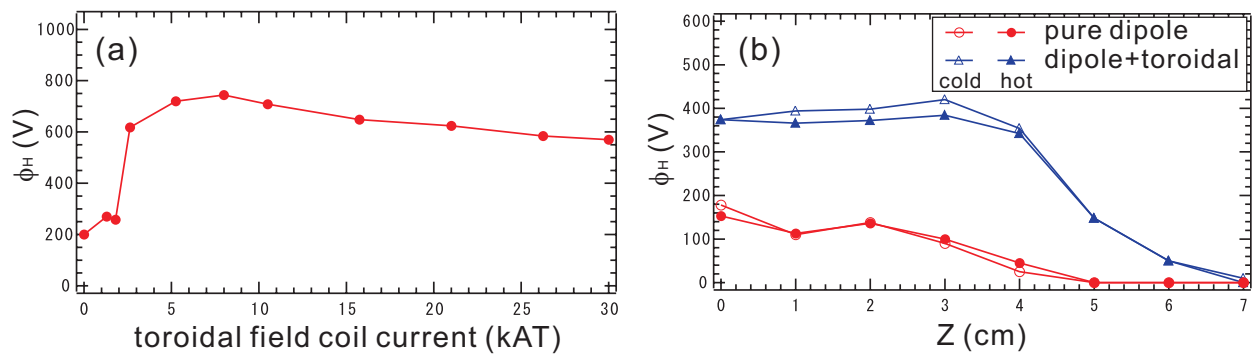 (a)
ϕH (V)
1000
800
600
400
200
0
0 5 10 15 20 25 30
toroidal field coil current (kAT)
(b)
pure dipole
dipole+toroidal
cold hot
ϕH (V)
600
500
400
300
200
100
0
0 1 2 3 4 5 6 7
Z (cm)